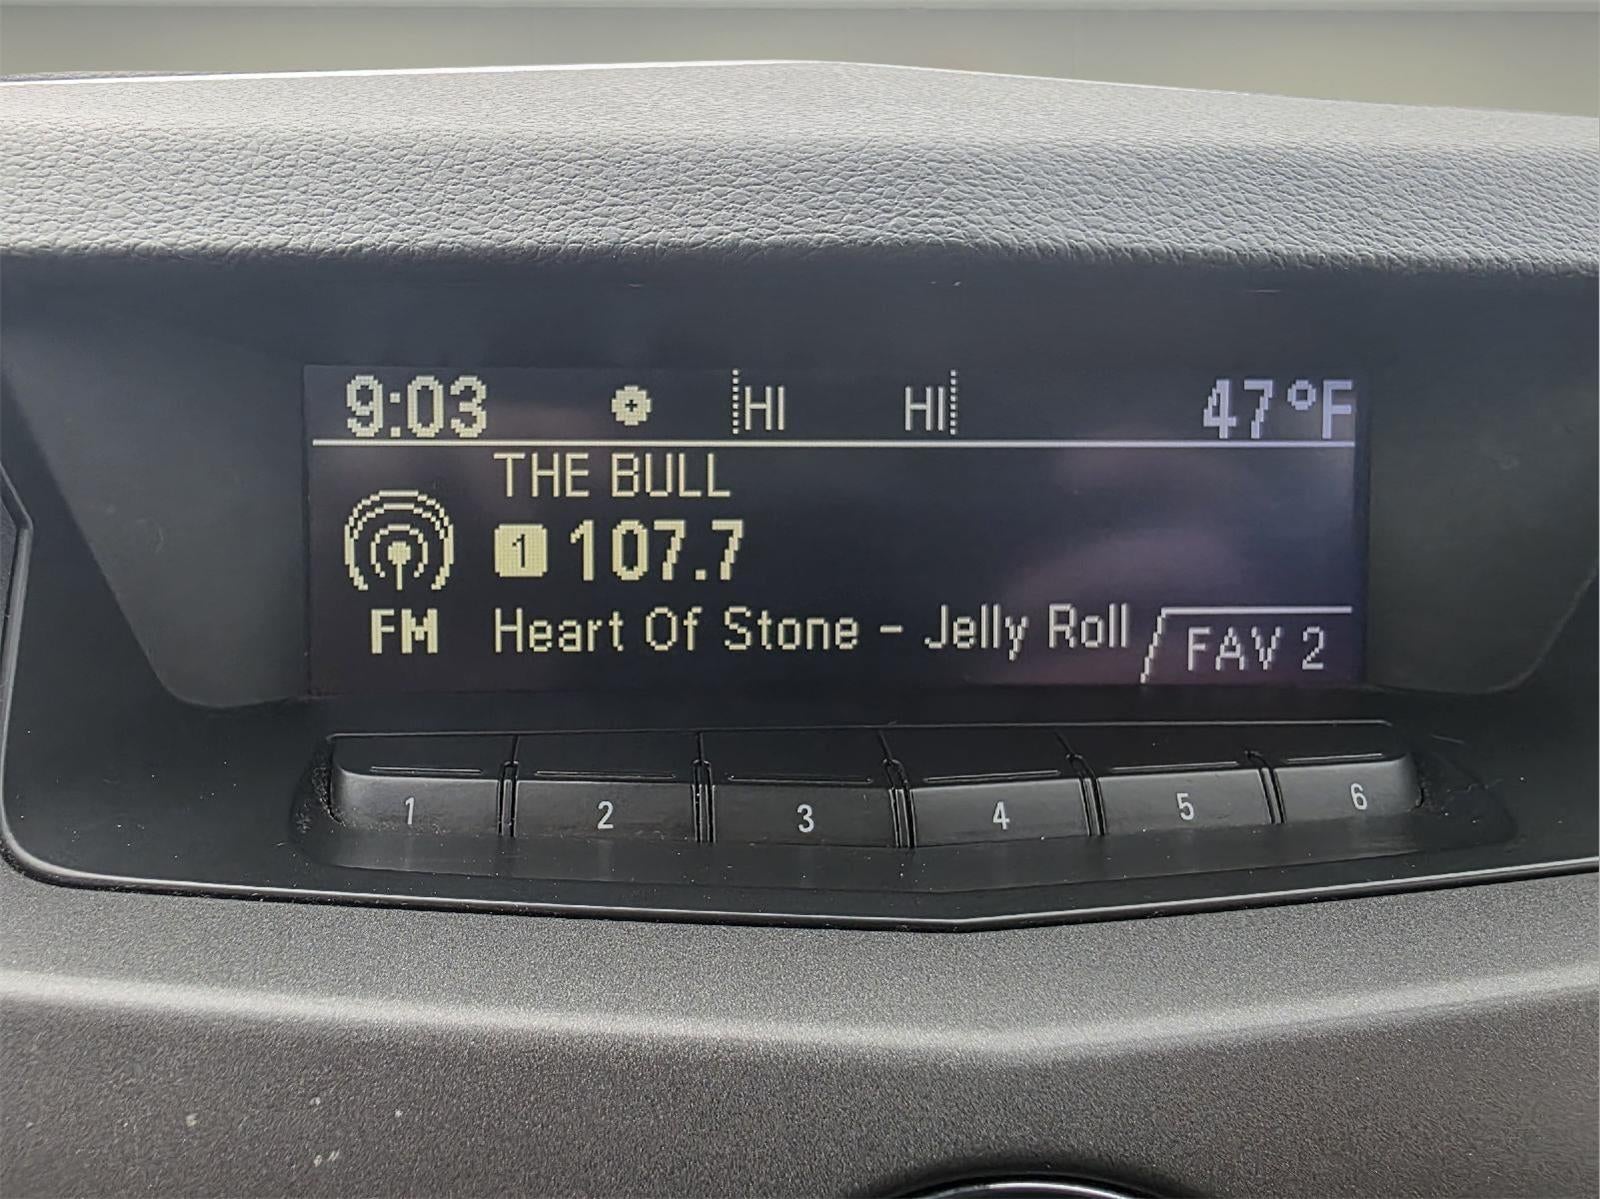 9:03 HI HI 47°F
THE BULL
1 107.7
FM Heart Of Stone - Jelly Roll FAV 2
1 2 3 4 5 6